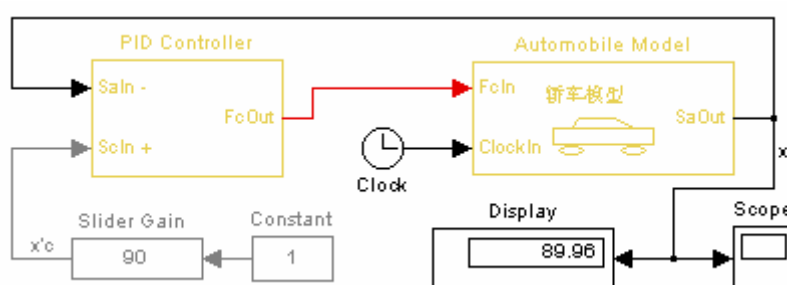 PID Controller
Automobile Model
SaIn -
FcOut
ScIn +
FcIn
轿车模型
SaOut
ClockIn
Clock
x
Slider Gain
Constant
Display
Scope
x'c
90
1
89.96